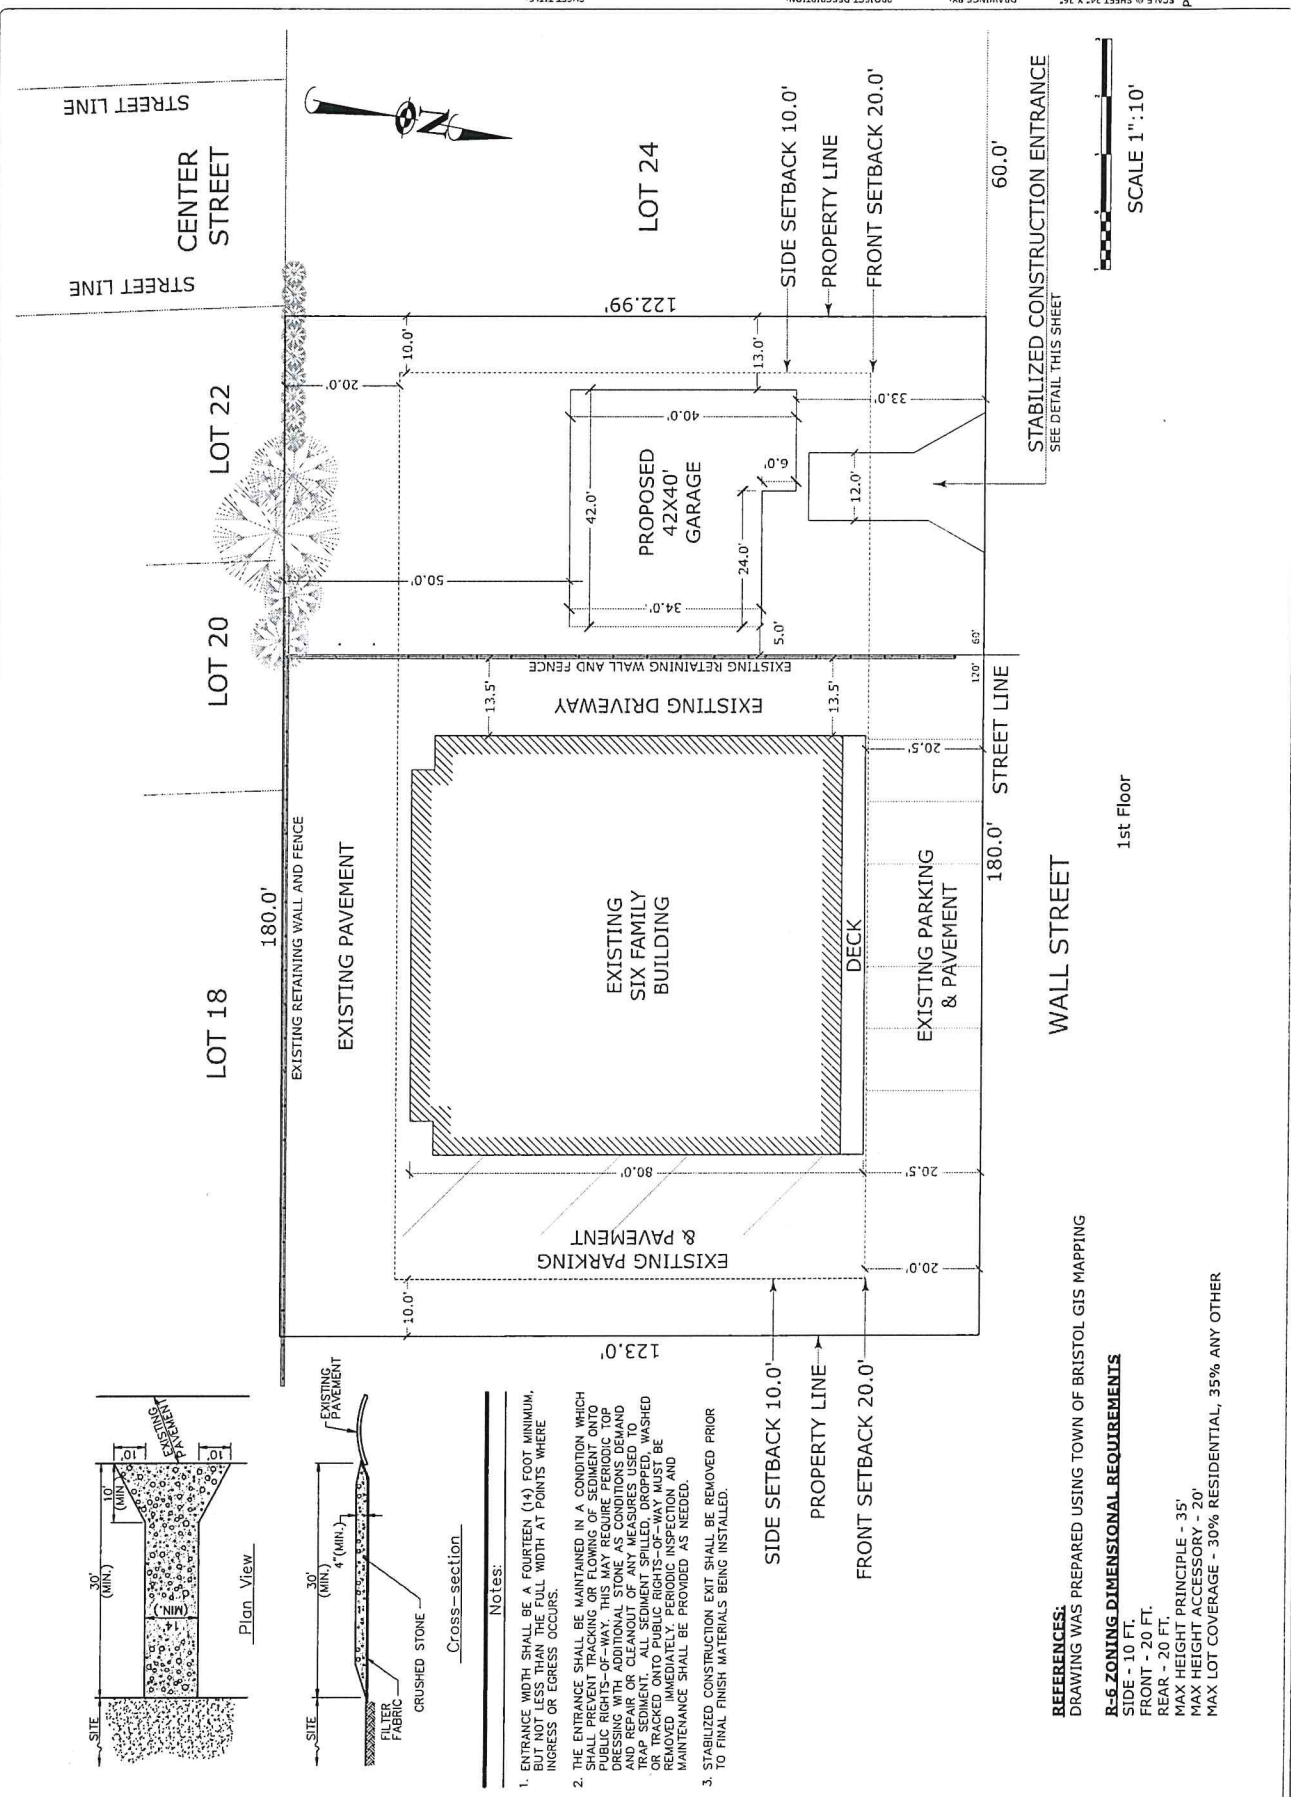 STREET LINE
CENTER
STREET
STREET LINE
N
LOT 24
LOT 22
LOT 20
LOT 18
180.0'
EXISTING RETAINING WALL AND FENCE
EXISTING PAVEMENT
122.99'
10.0'
20.0'
13.0'
SIDE SETBACK 10.0'
PROPERTY LINE
FRONT SETBACK 20.0'
60.0'
STABILIZED CONSTRUCTION ENTRANCE
SEE DETAIL THIS SHEET
SCALE 1":10'
PROPOSED
42X40'
GARAGE
42.0'
40.0'
6.0'
24.0'
34.0'
50.0'
5.0'
33.0'
12.0'
EXISTING RETAINING WALL AND FENCE
EXISTING DRIVEWAY
13.5'
13.5'
60'
120'
STREET LINE
180.0'
20.5'
EXISTING
SIX FAMILY
BUILDING
DECK
EXISTING PARKING
& PAVEMENT
WALL STREET
1st Floor
80.0'
20.5'
EXISTING PARKING
& PAVEMENT
10.0'
20.0'
123.0'
SIDE SETBACK 10.0'
PROPERTY LINE
FRONT SETBACK 20.0'
SITE
30'
(MIN.)
10'
(MIN.)
10'
10'
14'
(MIN.)
EXISTING
PAVEMENT
Plan View
SITE
30'
(MIN.)
4"(MIN.)
EXISTING
PAVEMENT
FILTER
FABRIC
CRUSHED STONE
Cross-section
Notes:
1. ENTRANCE WIDTH SHALL BE A FOURTEEN (14) FOOT MINIMUM,
BUT NOT LESS THAN THE FULL WIDTH AT POINTS WHERE
INGRESS OR EGRESS OCCURS.
2. THE ENTRANCE SHALL BE MAINTAINED IN A CONDITION WHICH
SHALL PREVENT TRACKING OR FLOWING OF SEDIMENT ONTO
PUBLIC RIGHTS-OF-WAY. THIS MAY REQUIRE PERIODIC TOP
DRESSING WITH ADDITIONAL STONE AS CONDITIONS DEMAND
AND REPAIR OR CLEANOUT OF ANY MEASURES USED TO
TRAP SEDIMENT. ALL SEDIMENT SPILLED, DROPPED, WASHED
OR TRACKED ONTO PUBLIC RIGHTS-OF-WAY MUST BE
REMOVED IMMEDIATELY. PERIODIC INSPECTION AND
MAINTENANCE SHALL BE PROVIDED AS NEEDED.
3. STABILIZED CONSTRUCTION EXIT SHALL BE REMOVED PRIOR
TO FINAL FINISH MATERIALS BEING INSTALLED.
REFERENCES:
DRAWING WAS PREPARED USING TOWN OF BRISTOL GIS MAPPING
R-6 ZONING DIMENSIONAL REQUIREMENTS
SIDE - 10 FT.
FRONT - 20 FT.
REAR - 20 FT.
MAX HEIGHT PRINCIPLE - 35'
MAX HEIGHT ACCESSORY - 20'
MAX LOT COVERAGE - 30% RESIDENTIAL, 35% ANY OTHER